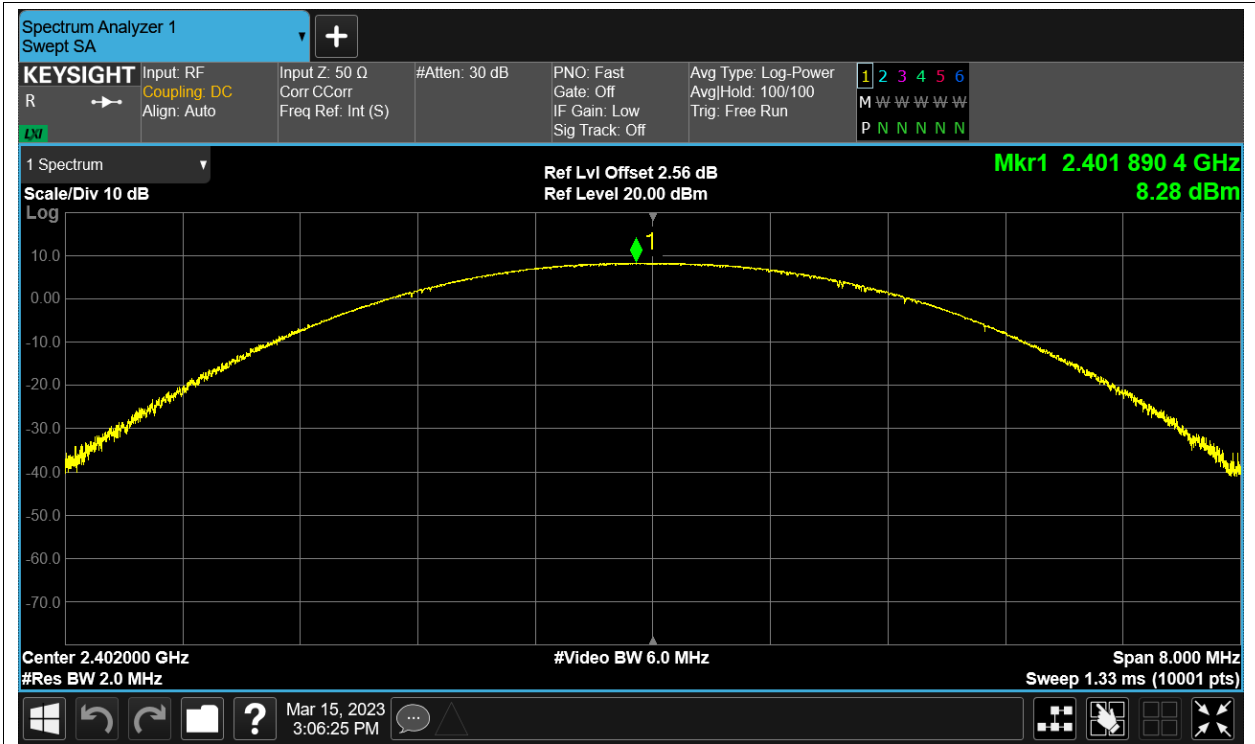 Spectrum Analyzer 1
Swept SA
KEYSIGHT
R
LXI
Input: RF
Coupling: DC
Align: Auto
Input Z: 50 Ω
Corr CCorr
Freq Ref: Int (S)
#Atten: 30 dB
PNO: Fast
Gate: Off
IF Gain: Low
Sig Track: Off
Avg Type: Log-Power
Avg|Hold: 100/100
Trig: Free Run
1 2 3 4 5 6
M W W W W W
P N N N N N
1 Spectrum
Scale/Div 10 dB
Log
Ref Lvl Offset 2.56 dB
Ref Level 20.00 dBm
Mkr1 2.401 890 4 GHz
8.28 dBm
1
10.0
0.00
-10.0
-20.0
-30.0
-40.0
-50.0
-60.0
-70.0
Center 2.402000 GHz
#Res BW 2.0 MHz
#Video BW 6.0 MHz
Span 8.000 MHz
Sweep 1.33 ms (10001 pts)
?
Mar 15, 2023
3:06:25 PM